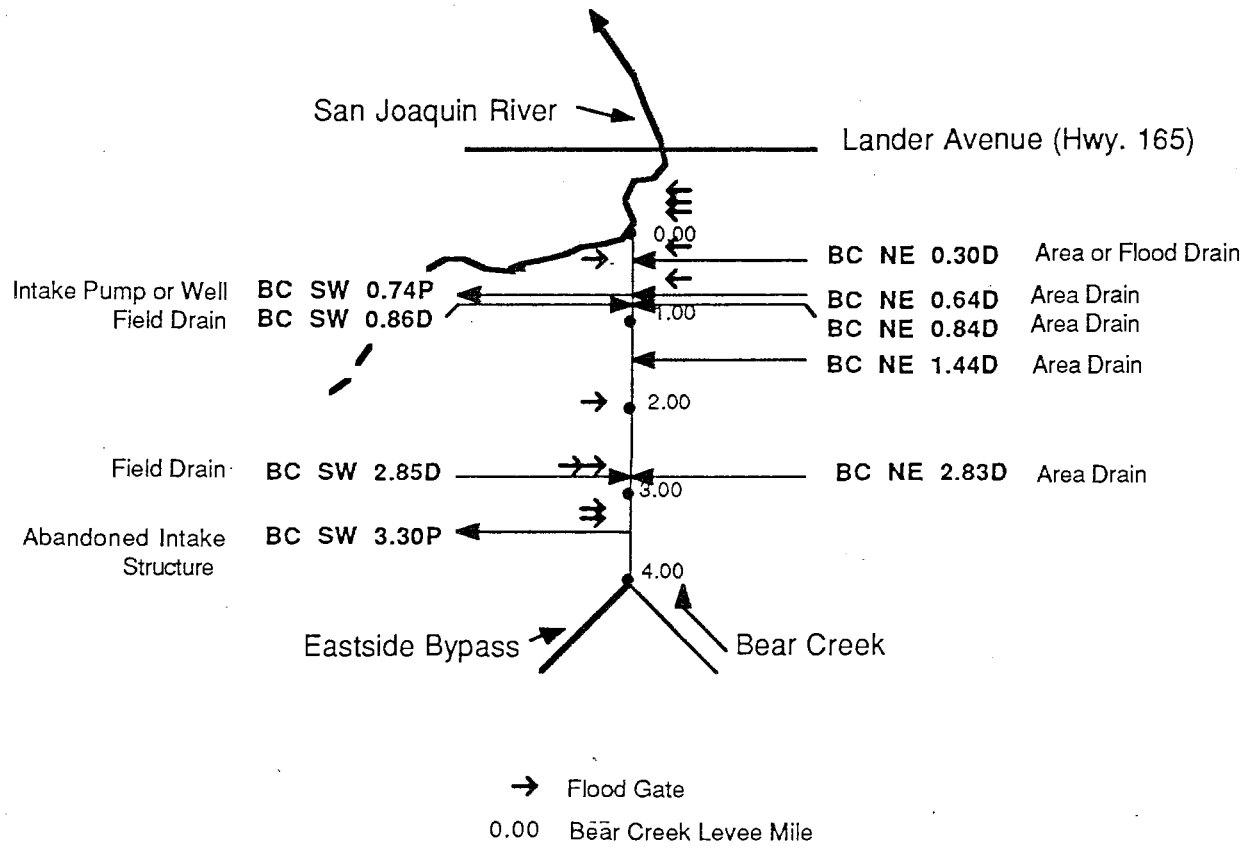 San Joaquin River
Lander Avenue (Hwy. 165)
0.00
BC NE 0.30D Area or Flood Drain
Intake Pump or Well BC SW 0.74P
BC NE 0.64D Area Drain
Field Drain BC SW 0.86D
1.00
BC NE 0.84D Area Drain
BC NE 1.44D Area Drain
2.00
Field Drain BC SW 2.85D
BC NE 2.83D Area Drain
3.00
Abandoned Intake BC SW 3.30P
Structure
4.00
Eastside Bypass
Bear Creek
Flood Gate
0.00 Bear Creek Levee Mile